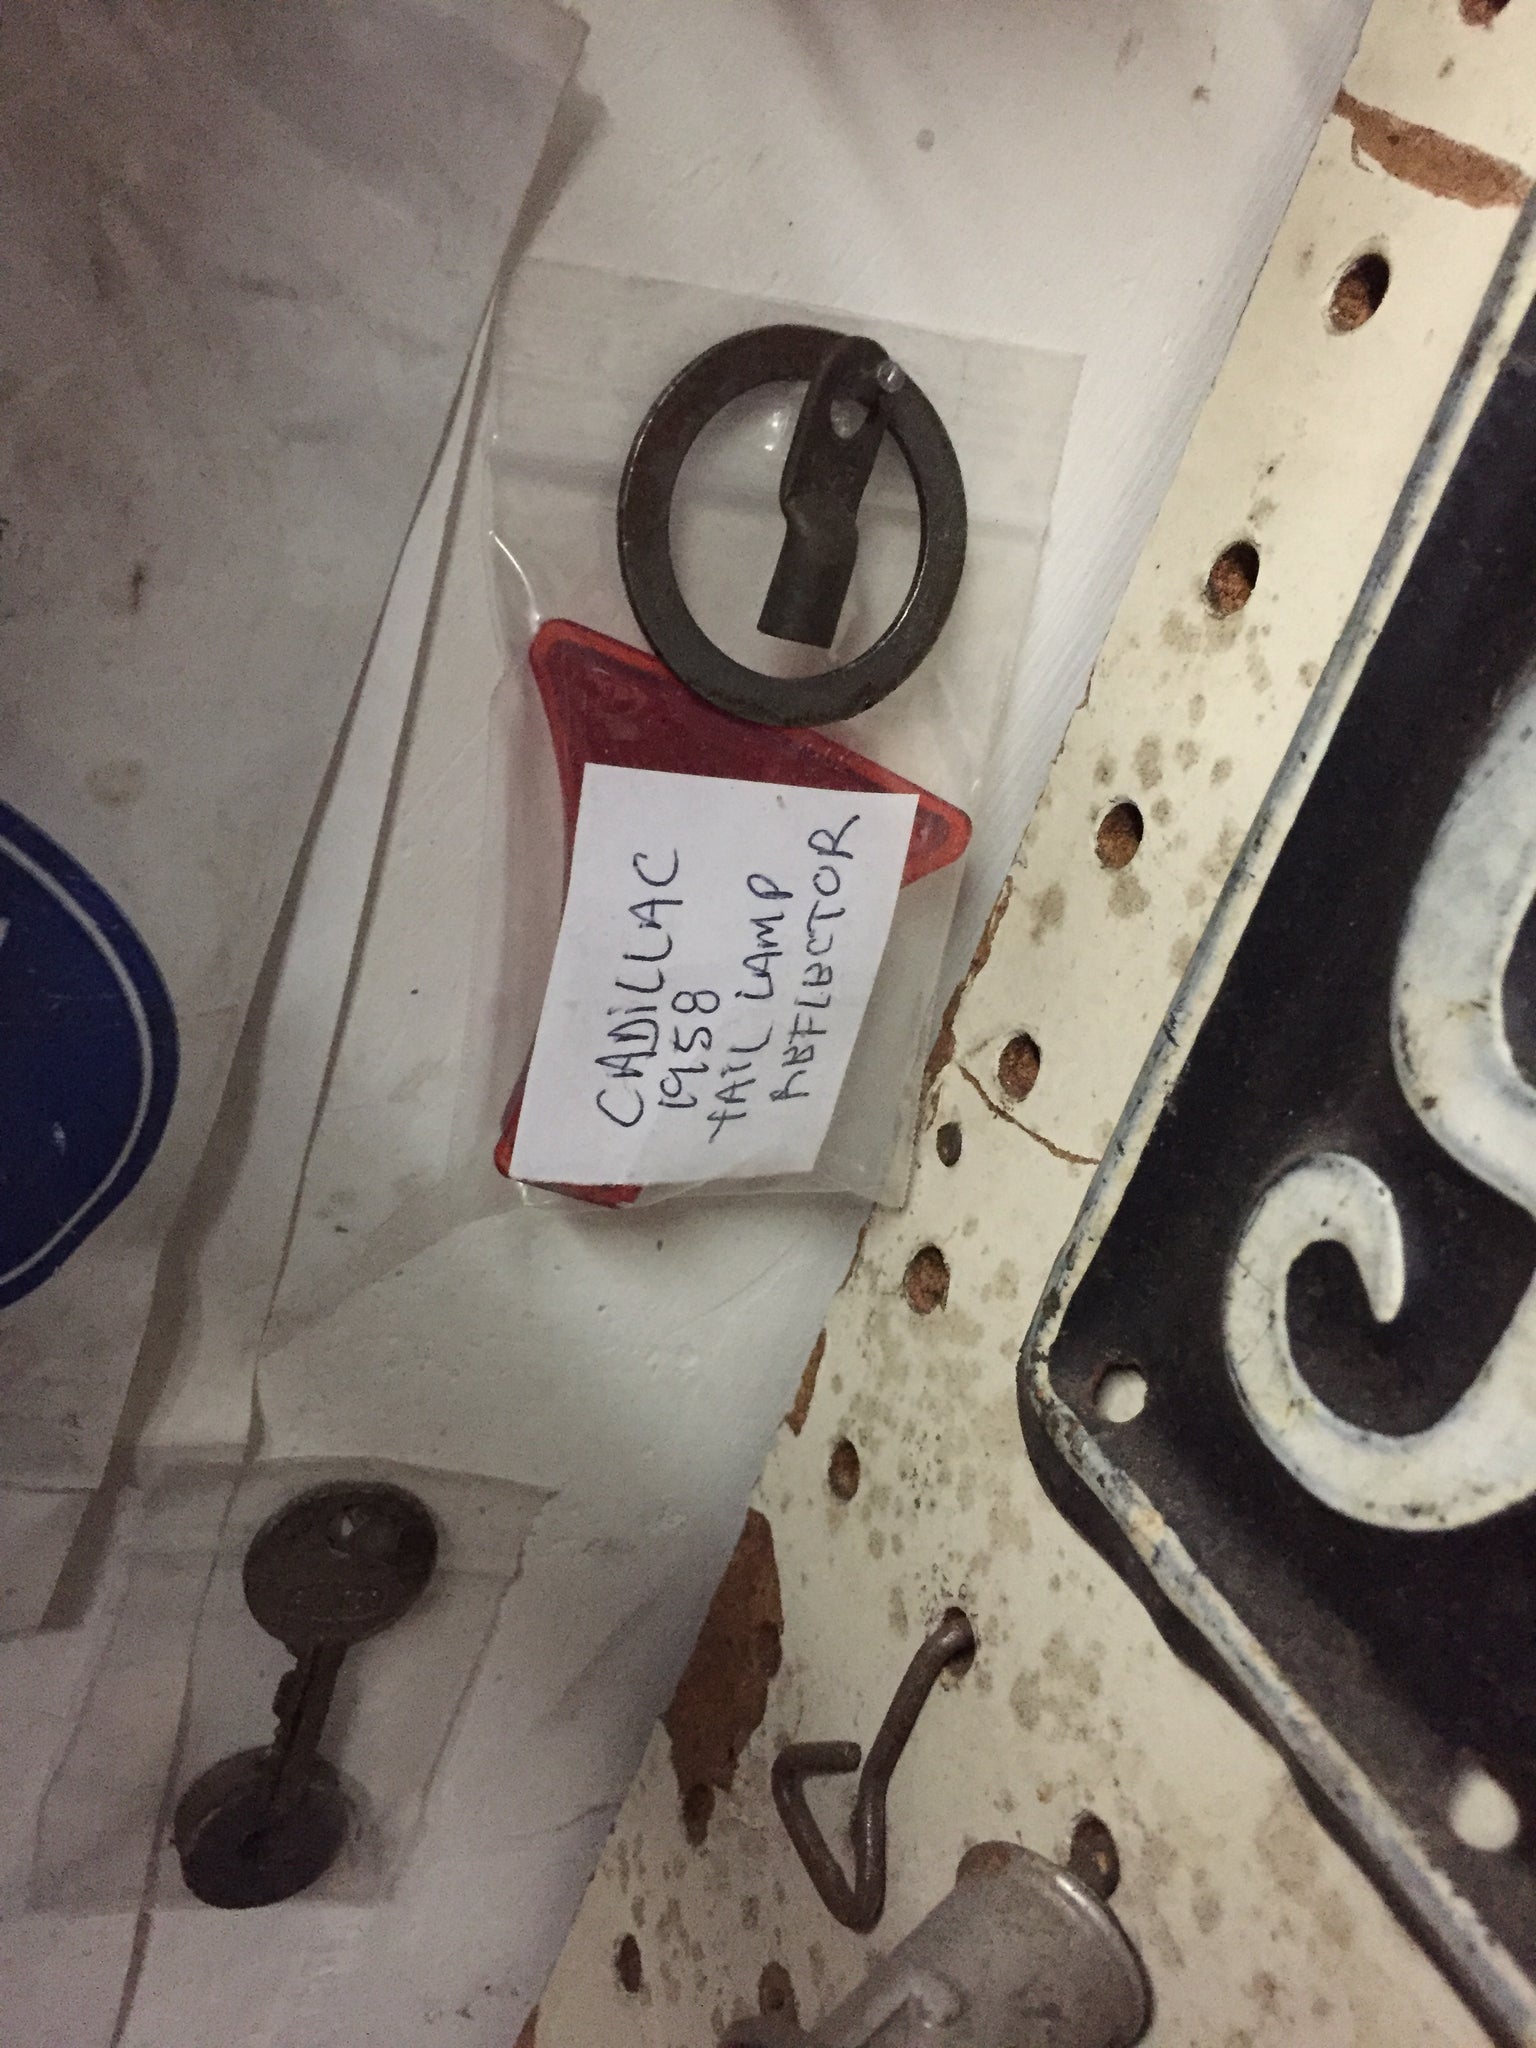 CADILLAC
1958
TAIL LAMP
REFLECTOR